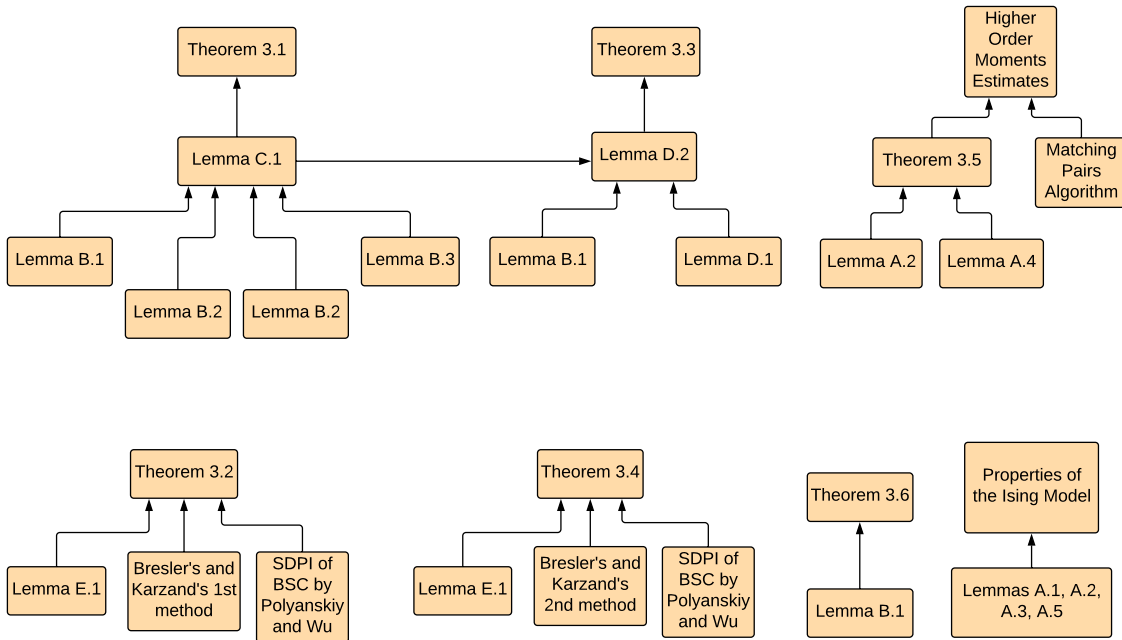 Theorem 3.1
Theorem 3.3
Higher
Order
Moments
Estimates
Lemma C.1
Lemma D.2
Theorem 3.5
Matching
Pairs
Algorithm
Lemma B.1
Lemma B.2
Lemma B.2
Lemma B.3
Lemma B.1
Lemma D.1
Lemma A.2
Lemma A.4
Theorem 3.2
Theorem 3.4
Theorem 3.6
Properties of
the Ising Model
Lemma E.1
Bresler's and
Karzand's 1st
method
SDPI of
BSC by
Polyanskiy
and Wu
Lemma E.1
Bresler's and
Karzand's
2nd method
SDPI of
BSC by
Polyanskiy
and Wu
Lemma B.1
Lemmas A.1, A.2,
A.3, A.5